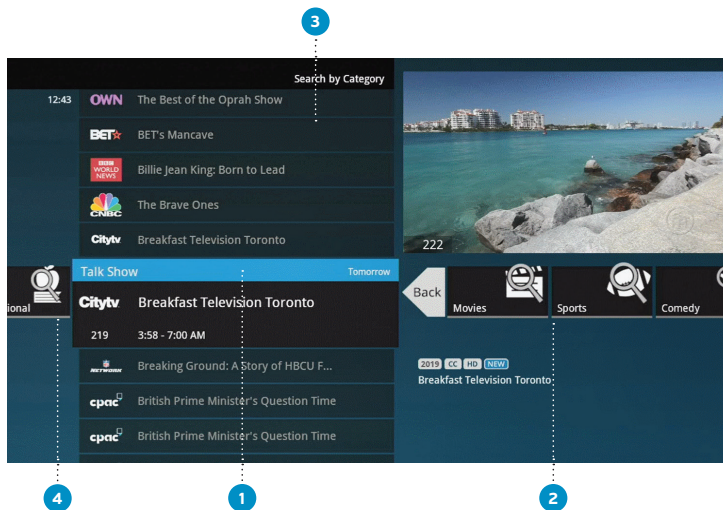 3
Search by Category
12:43
OWN The Best of the Oprah Show
BET BET's Mancave
BBC WORLD NEWS Billie Jean King: Born to Lead
CNBC The Brave Ones
Citytv Breakfast Television Toronto
222
Talk Show Tomorrow
ional
Citytv Breakfast Television Toronto
219 3:58 - 7:00 AM
Back
Movies
Sports
Comedy
NFL NETWORK Breaking Ground: A Story of HBCU F...
2019 CC HD NEW
Breakfast Television Toronto
cpac British Prime Minister's Question Time
cpac British Prime Minister's Question Time
4
1
2